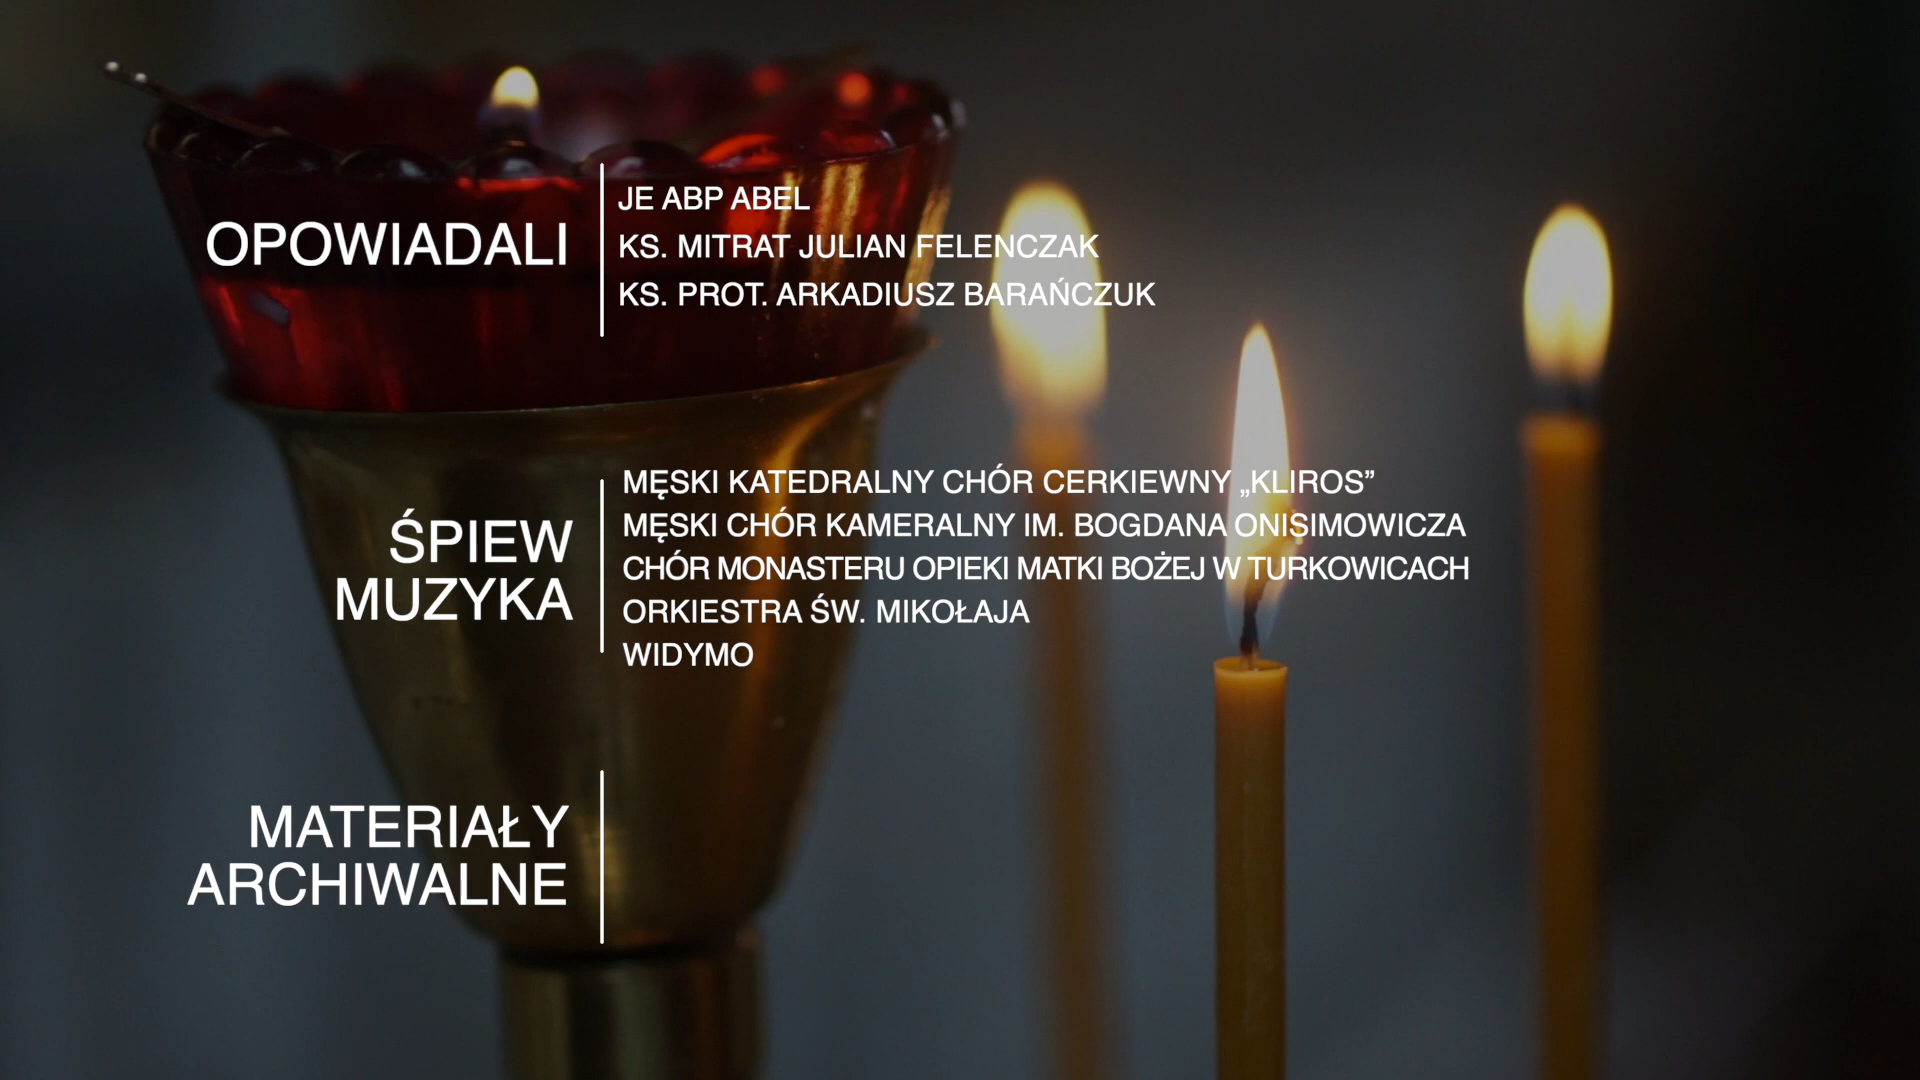 OPOWIADALI
JE ABP ABEL
KS. MITRAT JULIAN FELENCZAK
KS. PROT. ARKADIUSZ BARAŃCZUK
ŚPIEW
MUZYKA
MĘSKI KATEDRALNY CHÓR CERKIEWNY „KLIROS”
MĘSKI CHÓR KAMERALNY IM. BOGDANA ONISIMOWICZA
CHÓR MONASTERU OPIEKI MATKI BOŻEJ W TURKOWICACH
ORKIESTRA ŚW. MIKOŁAJA
WIDYMO
MATERIAŁY
ARCHIWALNE